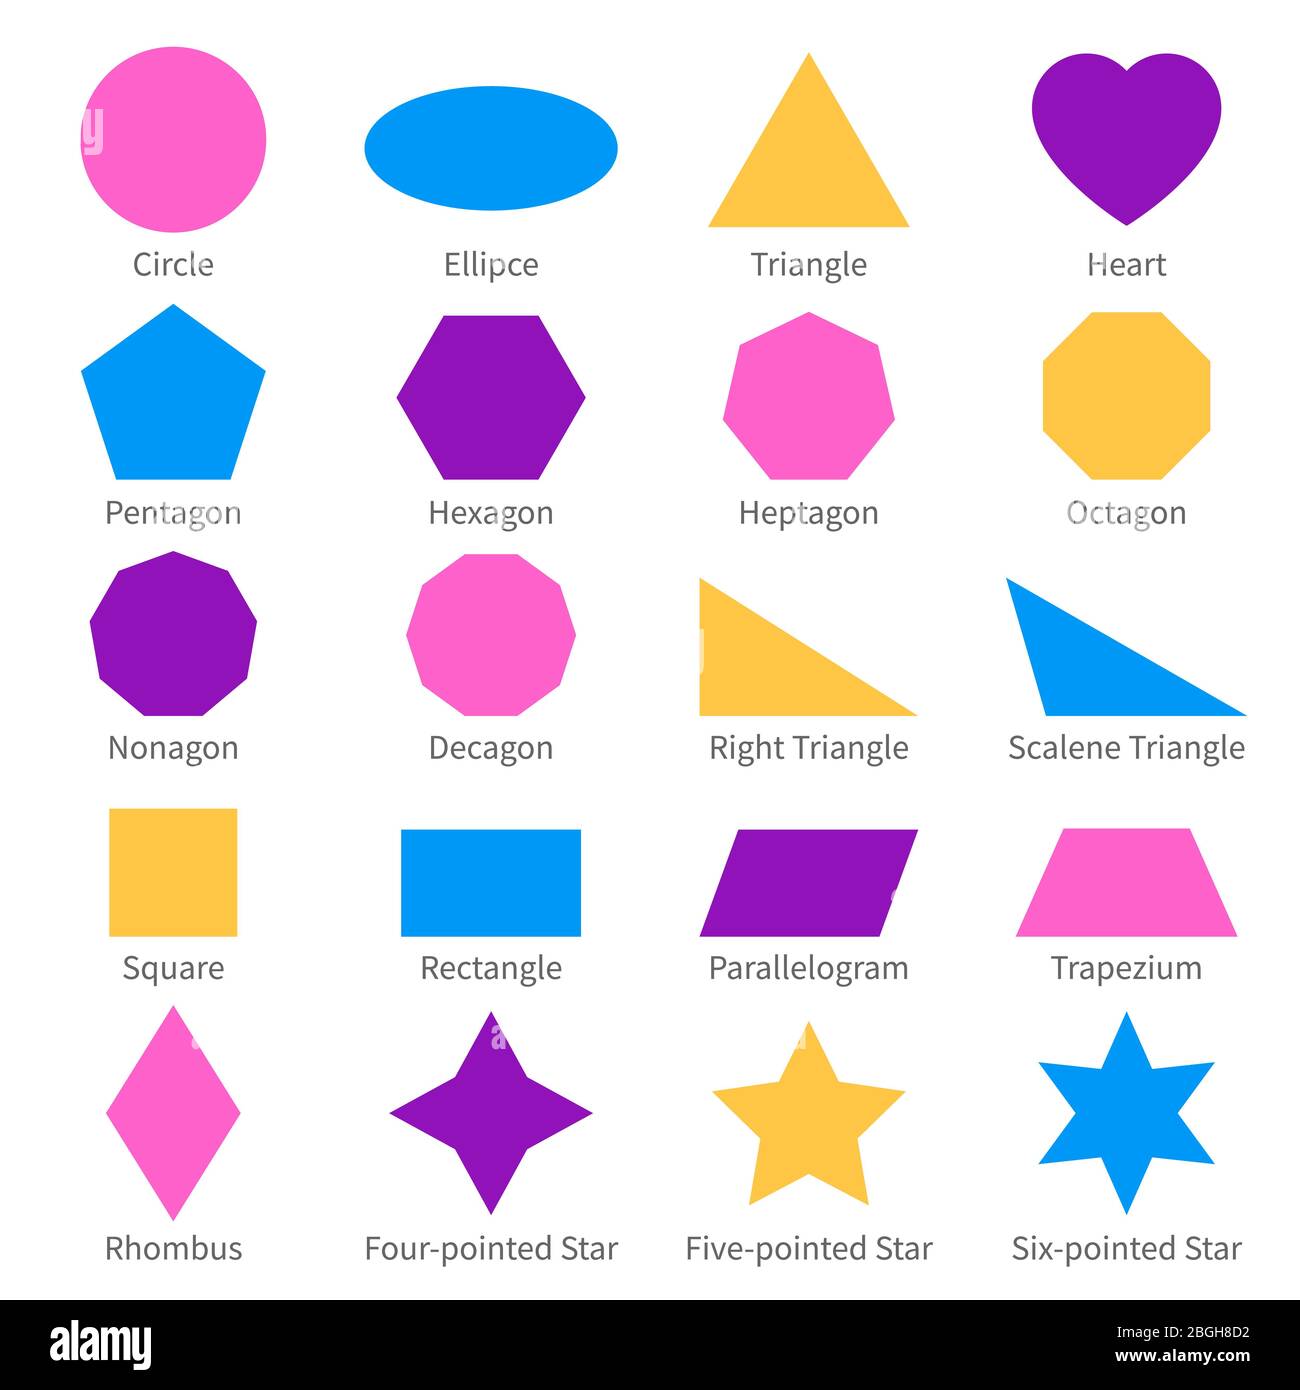 Circle Ellipce Triangle Heart
Pentagon Hexagon Heptagon Octagon
Nonagon Decagon Right Triangle Scalene Triangle
Square Rectangle Parallelogram Trapezium
Rhombus Four-pointed Star Five-pointed Star Six-pointed Star
alamy
Image ID: 2BGH8D2
www.alamy.com